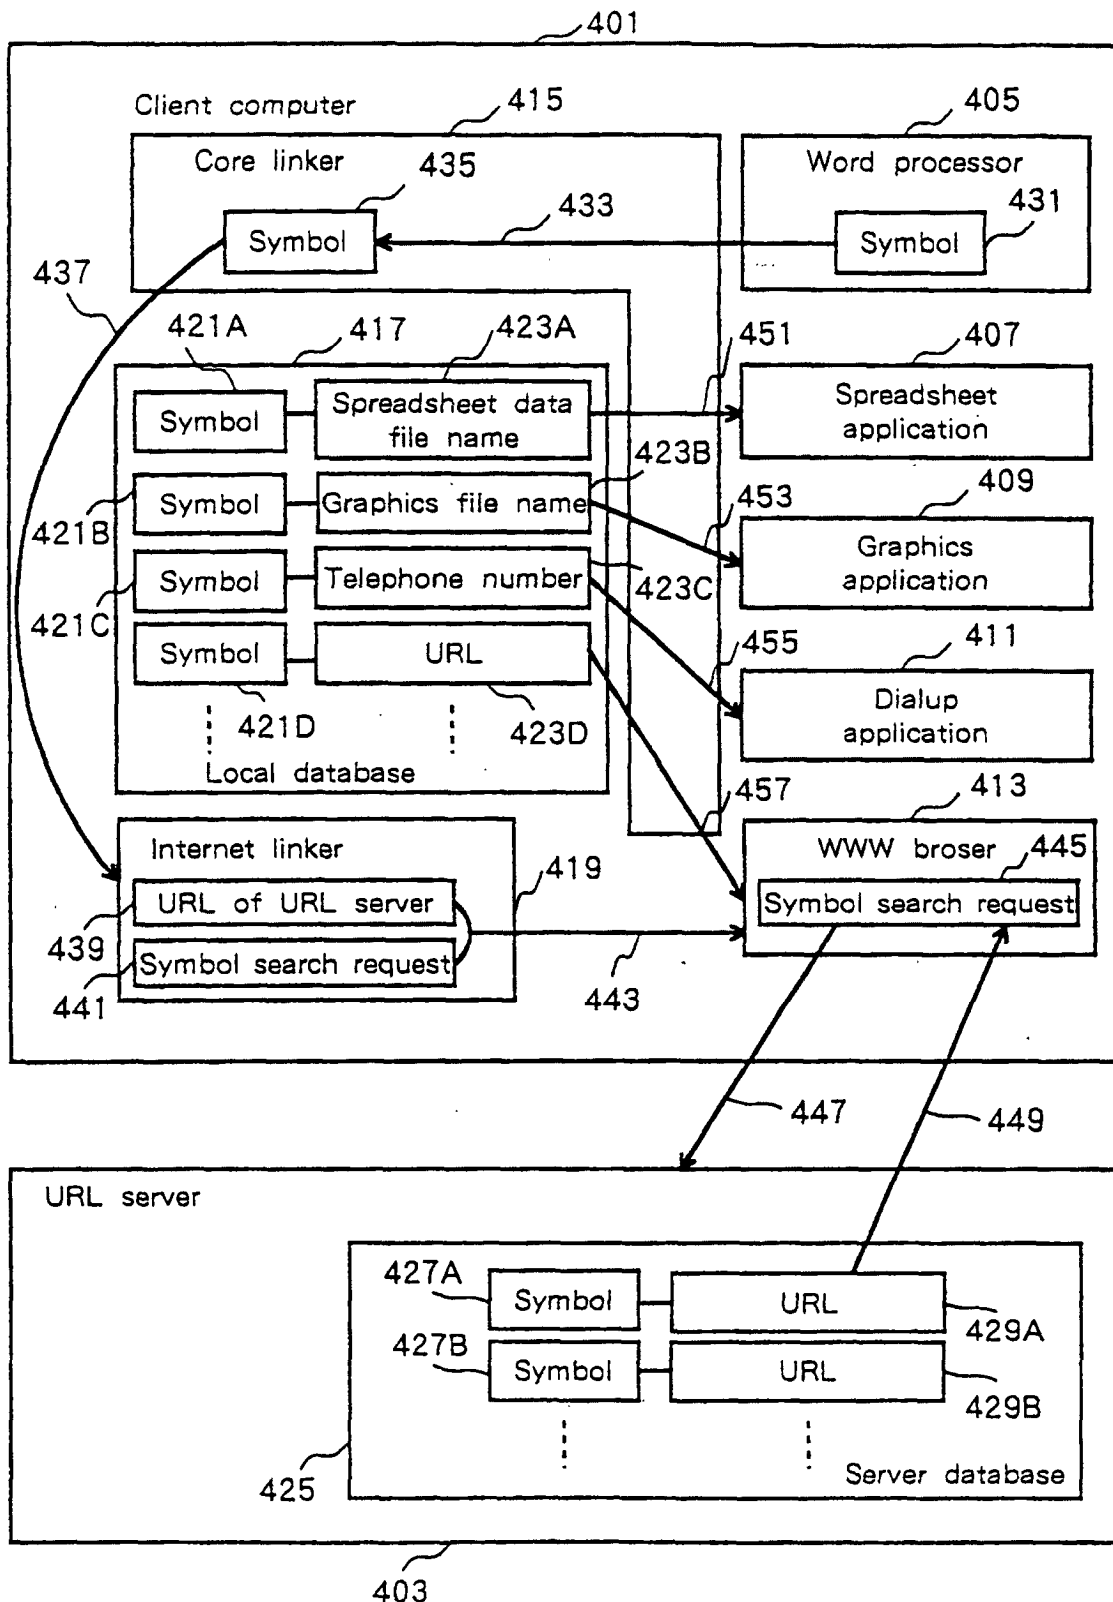 401
Client computer
415
405
Core linker
435
Word processor
433
431
Symbol
Symbol
437
421A
417
423A
451
407
Symbol
Spreadsheet data
file name
Spreadsheet
application
423B
421B
Symbol
Graphics file name
453
409
Graphics
application
421C
Symbol
Telephone number
423C
455
411
Symbol
URL
Dialup
application
421D
423D
Local database
457
413
Internet linker
419
WWW broser
445
URL of URL server
Symbol search request
439
Symbol search request
441
443
447
449
URL server
427A
Symbol
URL
429A
427B
Symbol
URL
429B
425
Server database
403